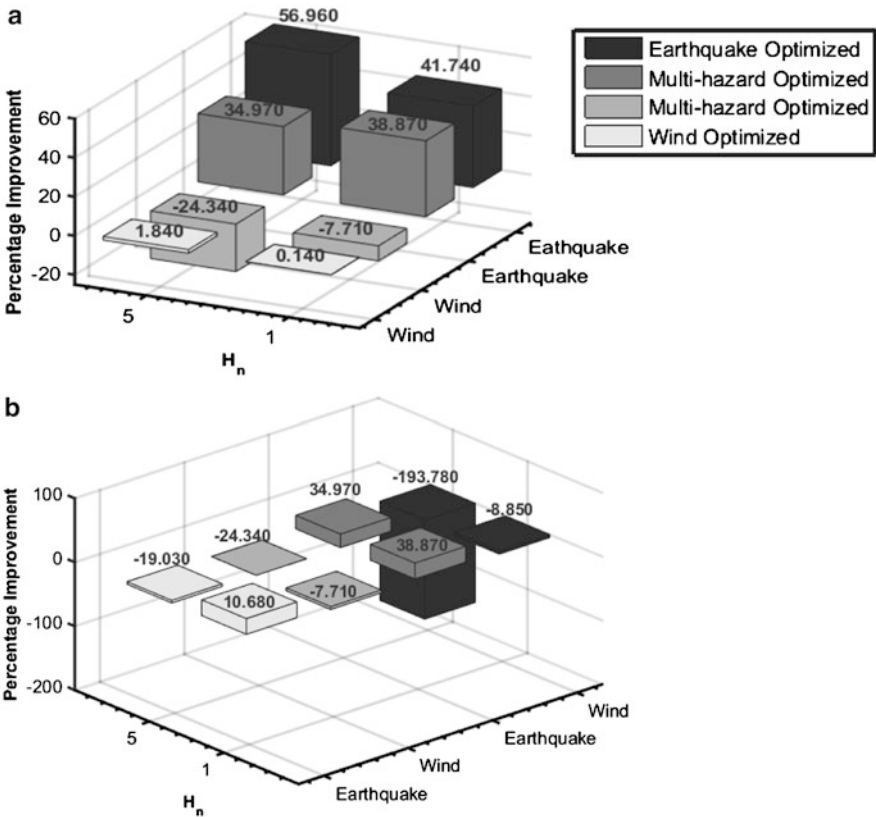 a
56.960
41.740
34.970
38.870
-24.340
-7.710
1.840
0.140
60
40
20
0
-20
Percentage Improvement
5
1
H_n
Wind
Wind
Earthquake
Eathquake
Earthquake Optimized
Multi-hazard Optimized
Multi-hazard Optimized
Wind Optimized
b
-193.780
34.970
-8.850
-24.340
38.870
-19.030
-7.710
10.680
100
0
-100
-200
Percentage Improvement
5
1
H_n
Earthquake
Wind
Earthquake
Wind